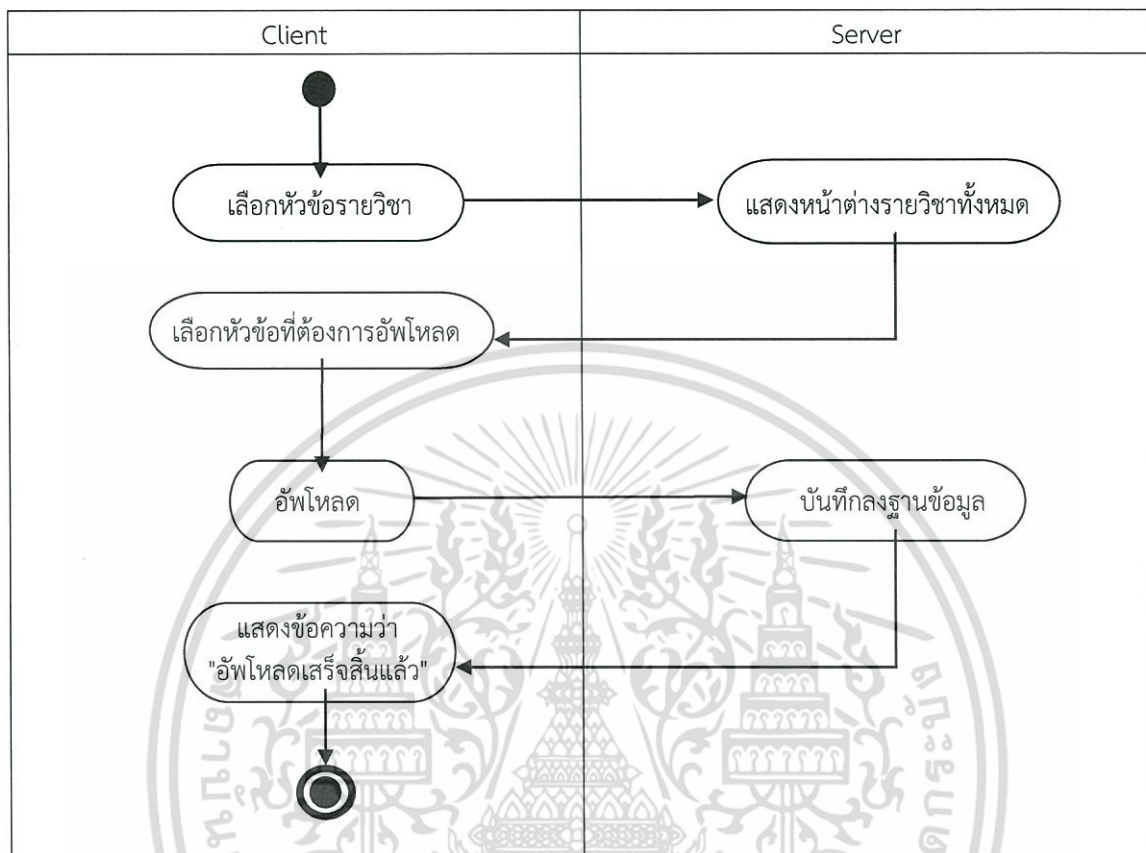 Client
Server
เลือกหัวข้อรายวิชา
แสดงหน้าต่างรายวิชาทั้งหมด
เลือกหัวข้อที่ต้องการอัพโหลด
อัพโหลด
บันทึกลงฐานข้อมูล
แสดงข้อความว่า
"อัพโหลดเสร็จสิ้นแล้ว"